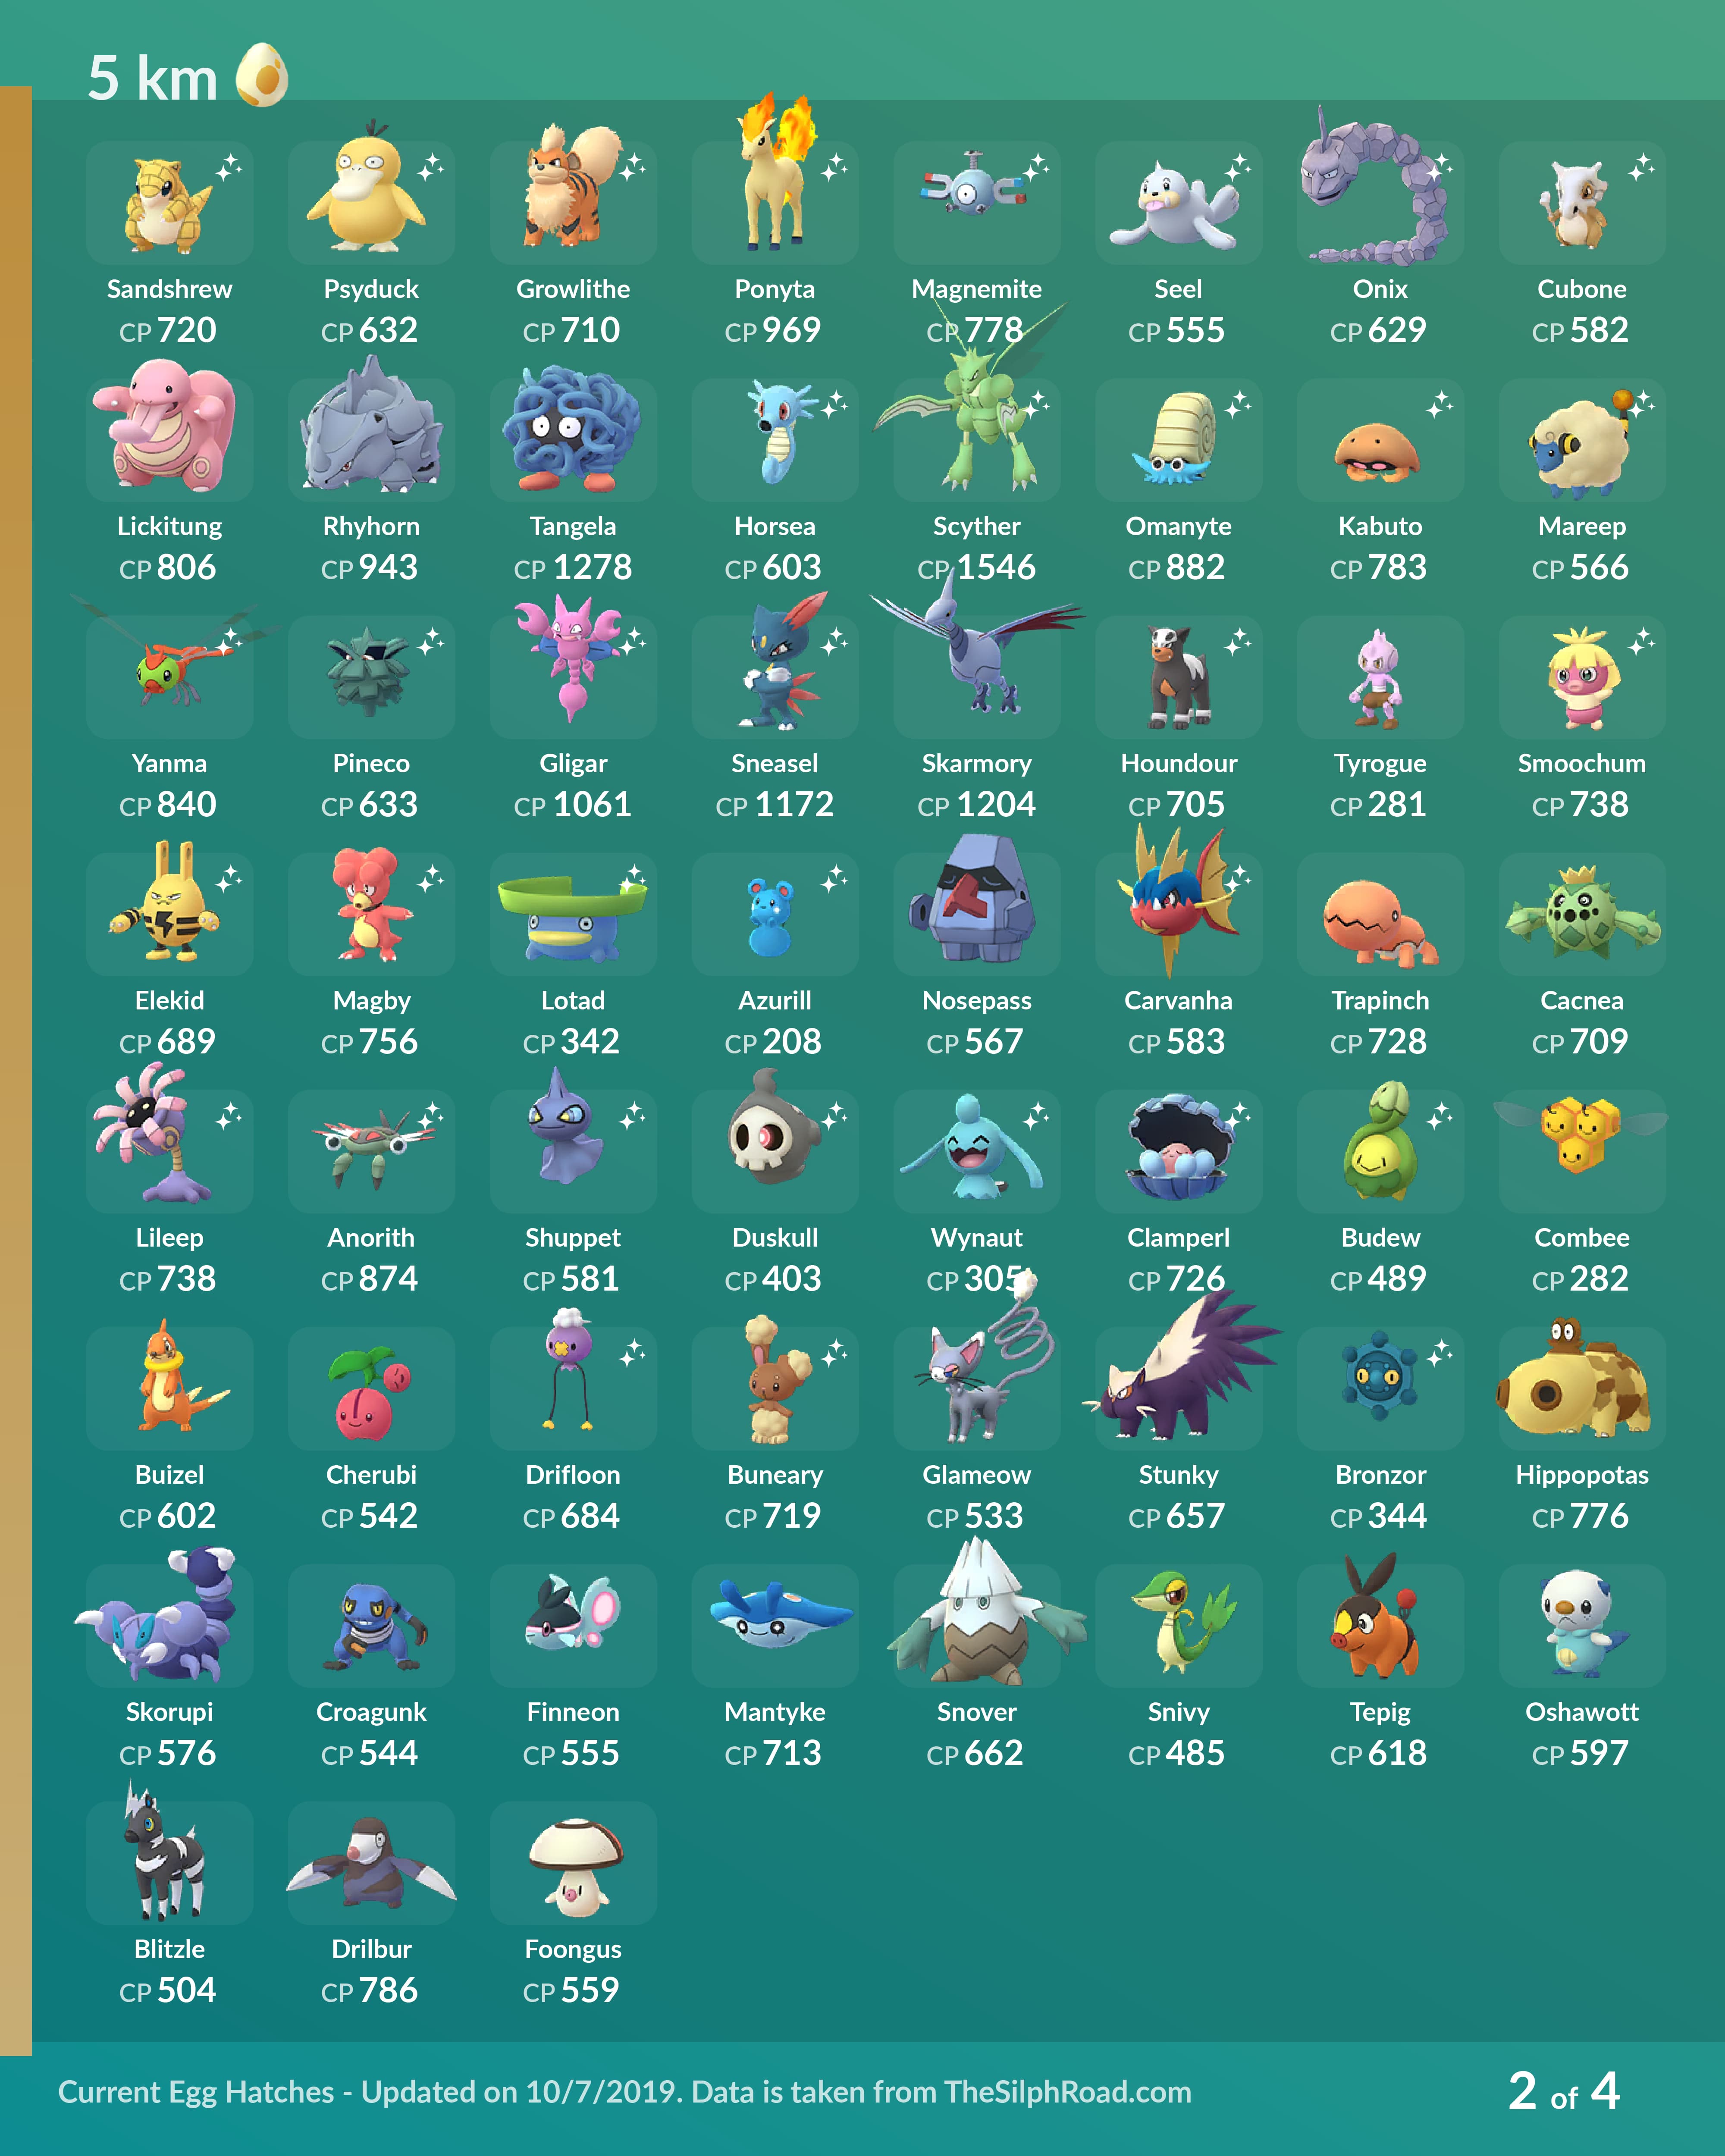 5 km
Sandshrew Psyduck Growlithe Ponyta Magnemite Seel Onix Cubone
CP 720 CP 632 CP 710 CP 969 CP 778 CP 555 CP 629 CP 582
Lickitung Rhyhorn Tangela Horsea Scyther Omanyte Kabuto Mareep
CP 806 CP 943 CP 1278 CP 603 CP 1546 CP 882 CP 783 CP 566
Yanma Pineco Gligar Sneasel Skarmory Houndour Tyrogue Smoochum
CP 840 CP 633 CP 1061 CP 1172 CP 1204 CP 705 CP 281 CP 738
Elekid Magby Lotad Azurill Nosepass Carvanha Trapinch Cacnea
CP 689 CP 756 CP 342 CP 208 CP 567 CP 583 CP 728 CP 709
Lileep Anorith Shuppet Duskull Wynaut Clamperl Budew Combee
CP 738 CP 874 CP 581 CP 403 CP 305 CP 726 CP 489 CP 282
Buizel Cherubi Drifloon Buneary Glameow Stunky Bronzor Hippopotas
CP 602 CP 542 CP 684 CP 719 CP 533 CP 657 CP 344 CP 776
Skorupi Croagunk Finneon Mantyke Snover Snivy Tepig Oshawott
CP 576 CP 544 CP 555 CP 713 CP 662 CP 485 CP 618 CP 597
Blitzle Drilbur Foongus
CP 504 CP 786 CP 559
Current Egg Hatches - Updated on 10/7/2019. Data is taken from TheSilphRoad.com
2 of 4